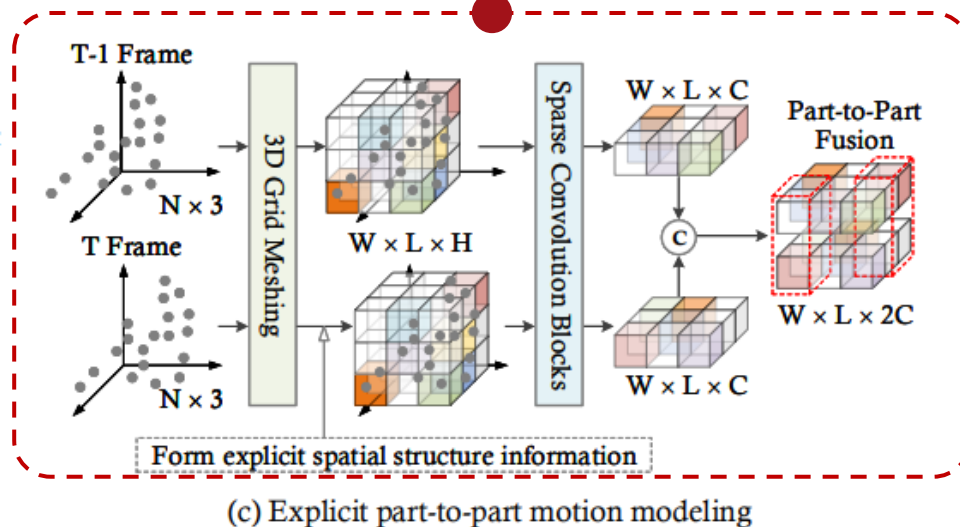 T-1 Frame
N × 3
T Frame
N × 3
3D Grid Meshing
W × L × H
Sparse Convolution Blocks
W × L × C
C
W × L × C
Part-to-Part
Fusion
W × L × 2C
Form explicit spatial structure information
(c) Explicit part-to-part motion modeling